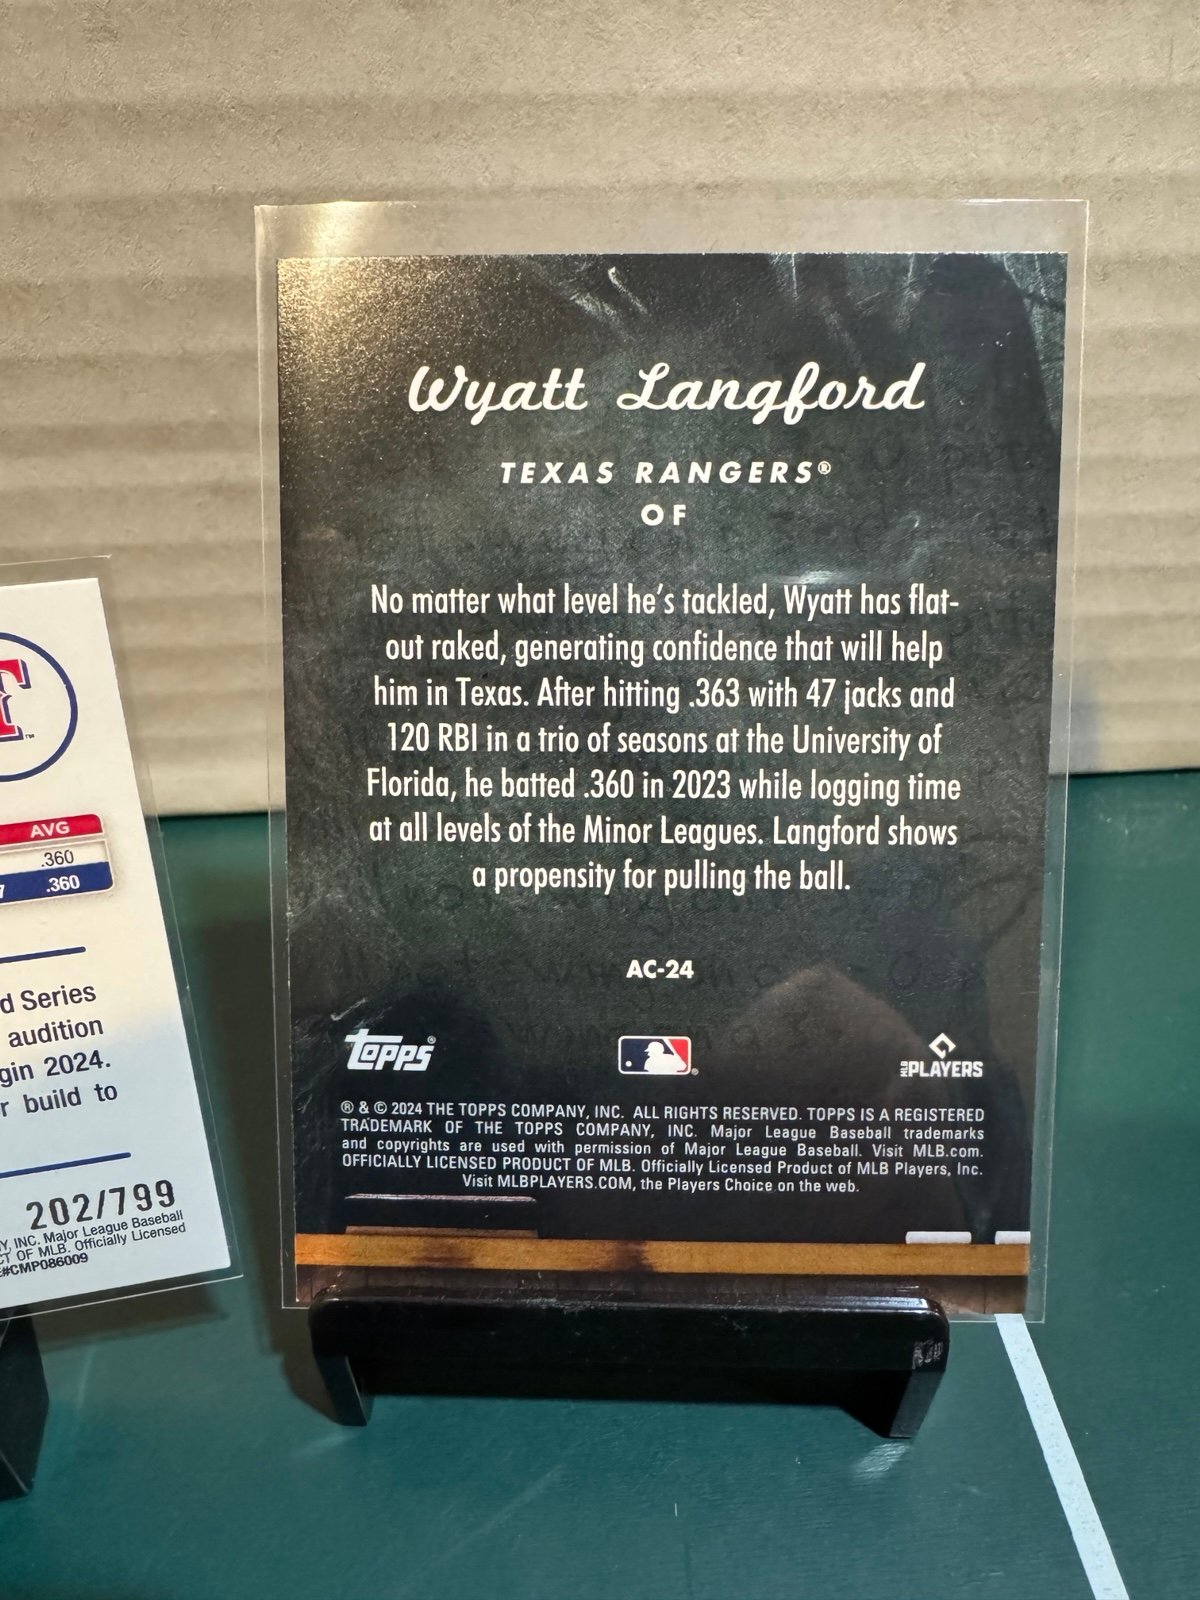 Wyatt Langford
TEXAS RANGERS®
OF
No matter what level he's tackled, Wyatt has flat-
out raked, generating confidence that will help
him in Texas. After hitting .363 with 47 jacks and
120 RBI in a trio of seasons at the University of
Florida, he batted .360 in 2023 while logging time
at all levels of the Minor Leagues. Langford shows
a propensity for pulling the ball.
AC-24
topps®
MLB PLAYERS
® & © 2024 THE TOPPS COMPANY, INC. ALL RIGHTS RESERVED. TOPPS IS A REGISTERED
TRADEMARK OF THE TOPPS COMPANY, INC. Major League Baseball trademarks
and copyrights are used with permission of Major League Baseball. Visit MLB.com.
OFFICIALLY LICENSED PRODUCT OF MLB. Officially Licensed Product of MLB Players, Inc.
Visit MLBPLAYERS.COM, the Players Choice on the web.
T™
AVG
.360
7 .360
d Series
audition
gin 2024.
r build to
202/799
Y, INC. Major League Baseball
CT OF MLB. Officially Licensed
E#CMP086009